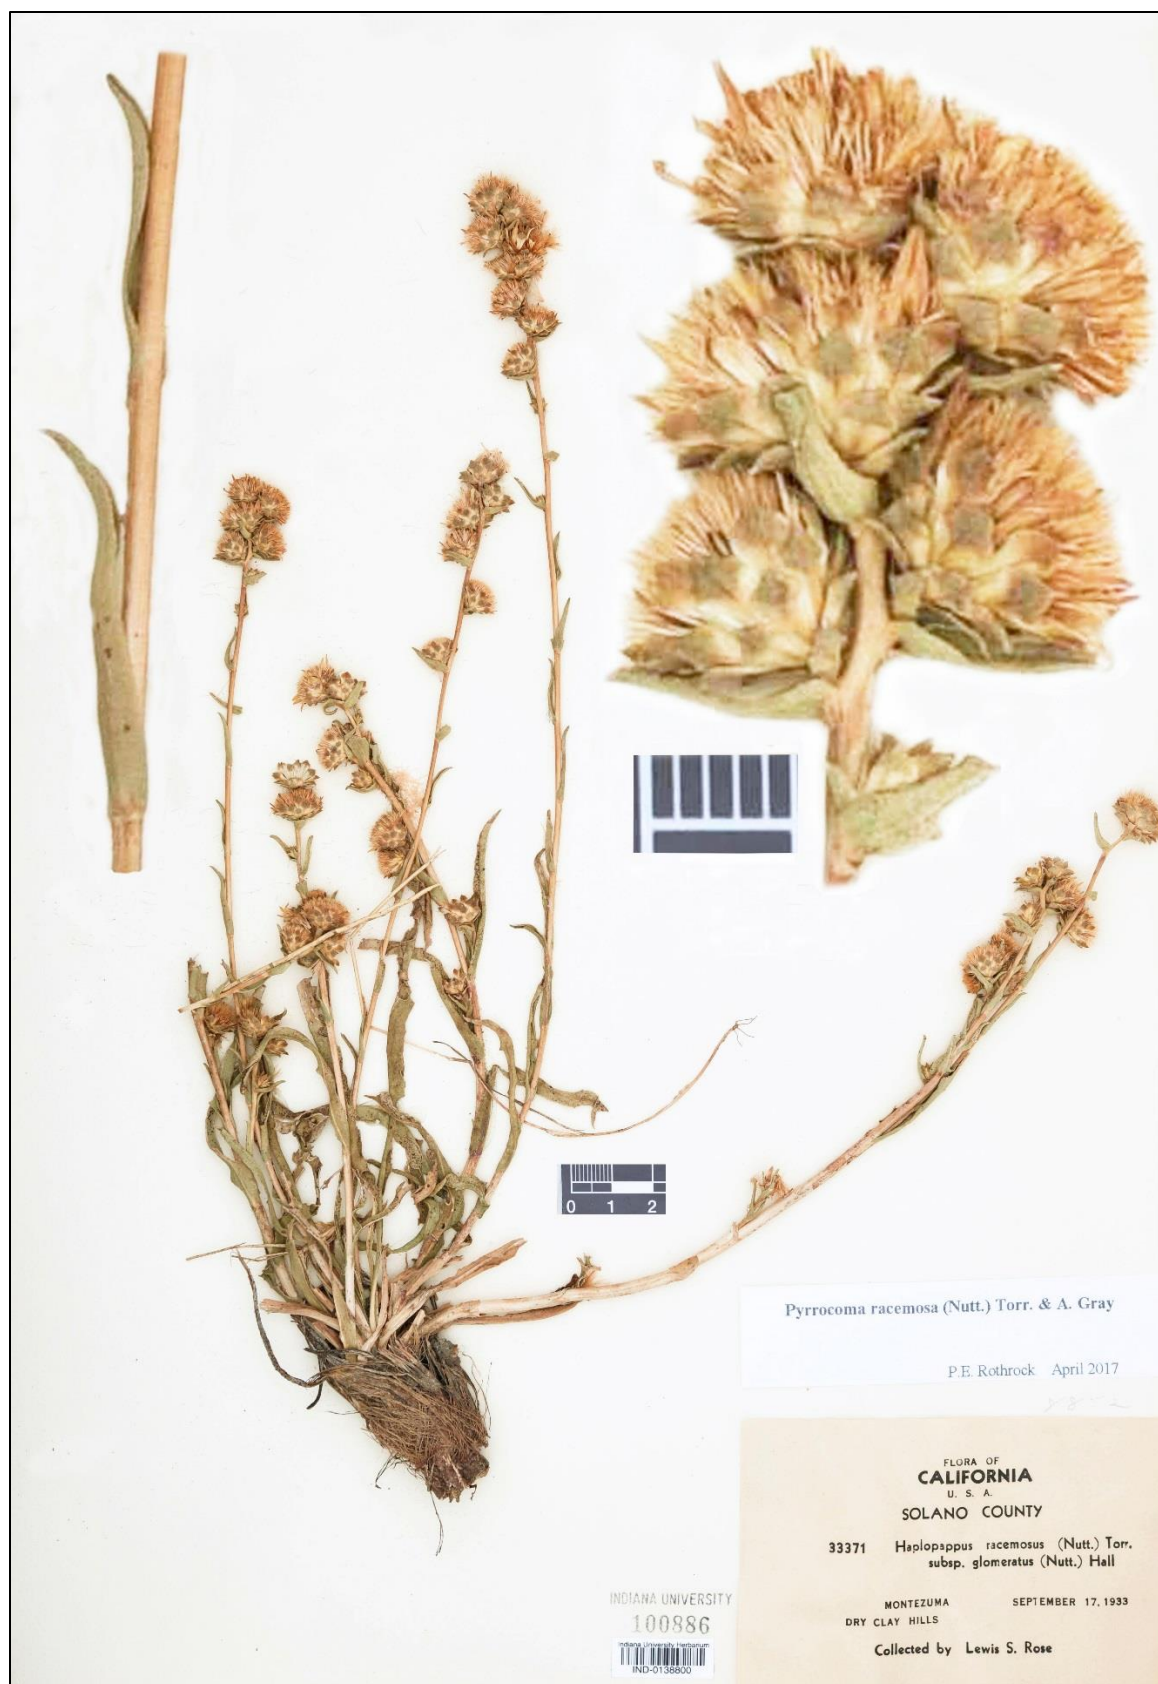 0 1 2
Pyrrocoma racemosa (Nutt.) Torr. & A. Gray
P.E. Rothrock April 2017
FLORA OF
CALIFORNIA
U. S. A.
SOLANO COUNTY
33371 Haplopappus racemosus (Nutt.) Torr.
subsp. glomeratus (Nutt.) Hall
MONTEZUMA SEPTEMBER 17, 1933
DRY CLAY HILLS
Collected by Lewis S. Rose
INDIANA UNIVERSITY
100886
Indiana University Herbarium
IND-0138800